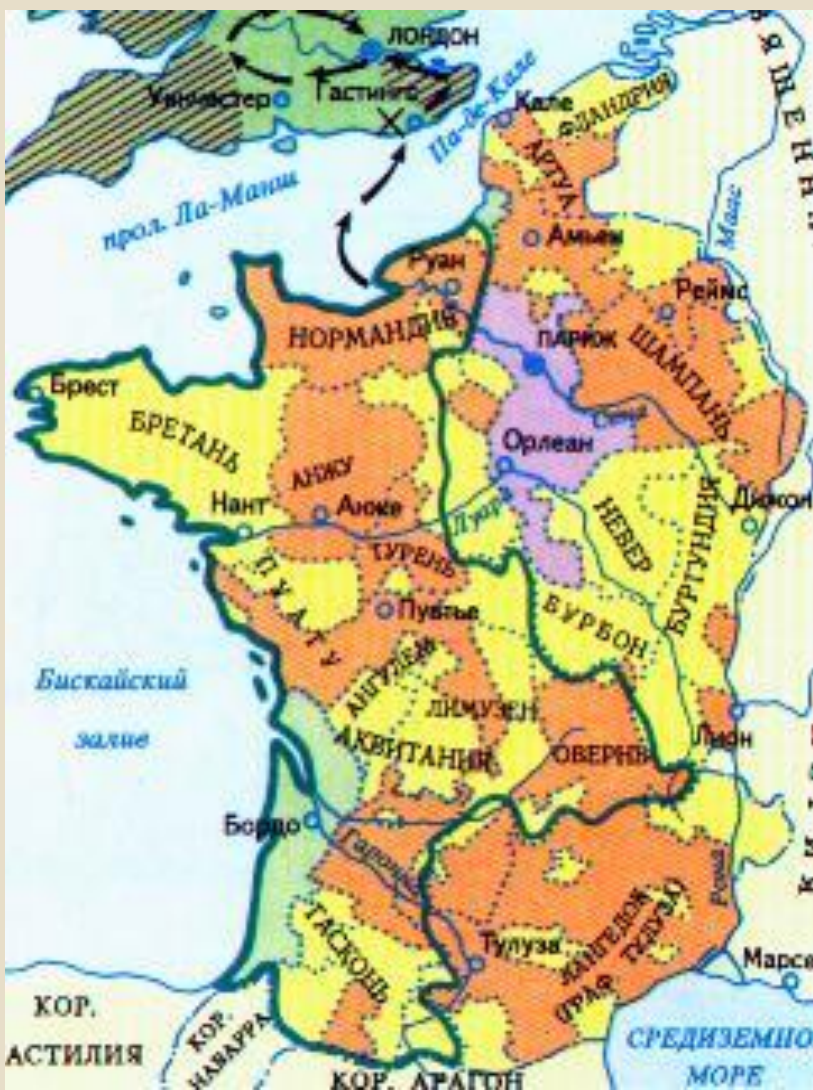 ЛОНДОН
Уинчестер
Гастингс
Па-де-Кале
Кале
ФЛАНДРИЯ
АРТУА
прол. Ла-Манш
Амьен
Маас
Руан
Реймс
НОРМАНДИЯ
ПАРИЖ
ШАМПАНЬ
Брест
БРЕТАНЬ
Орлеан
АНЖУ
Нант
Анже
Луара
НЕВЕР
Дижон
БУРГУНДИЯ
ТУРЕНЬ
ПУАТУ
Пуатье
БУРБОН
Бискайский
залив
АНГУЛЕМ
ЛИМУЗЕН
АКВИТАНИЯ
ОВЕРНЬ
Лион
Бордо
Гаронна
Рона
ГАСКОНЬ
Тулуза
ЛАНГЕДОК
(ГРАФ. ТУЛУЗА)
Марсе
КОР.
АСТИЛИЯ
КОР.
НАВАРРА
КОР. АРАГОН
СРЕДИЗЕМНО
МОРЕ